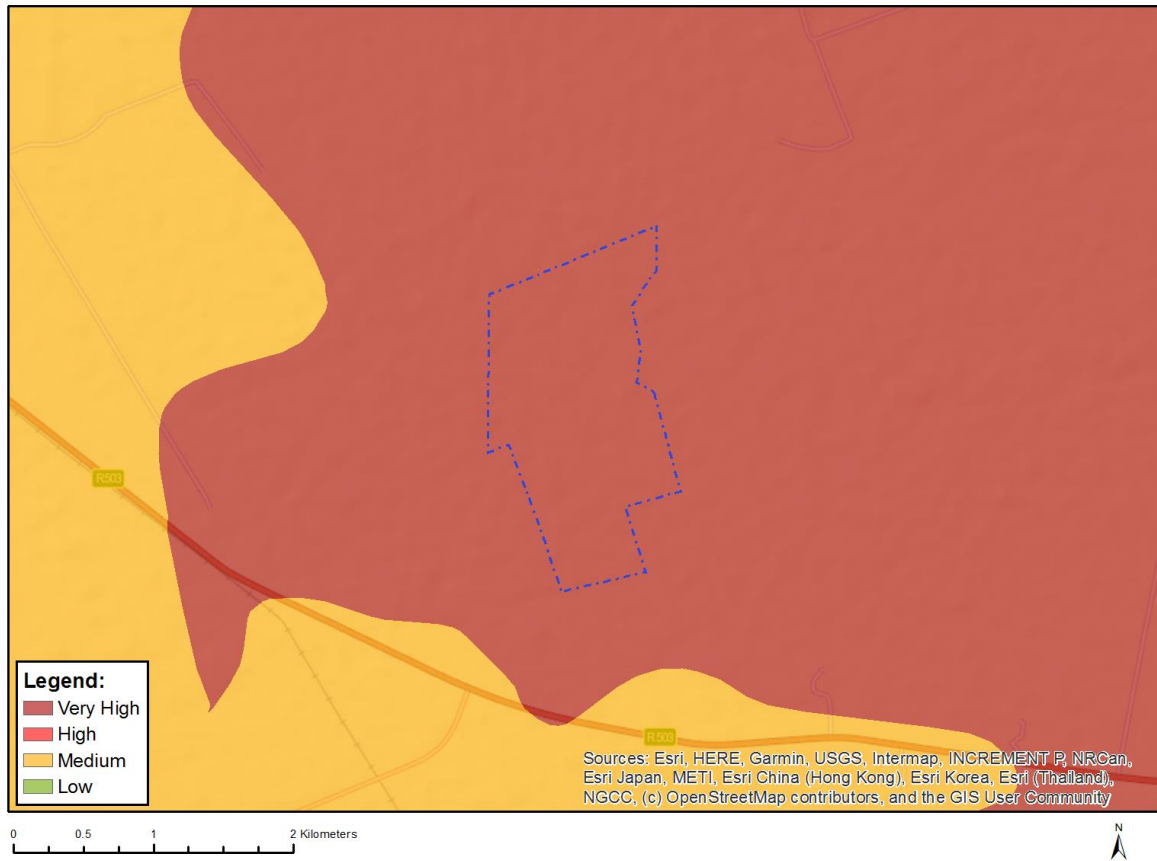 R503
R503
Legend:
Very High
High
Medium
Low
Sources: Esri, HERE, Garmin, USGS, Intermap, INCREMENT P, NRCan,
Esri Japan, METI, Esri China (Hong Kong), Esri Korea, Esri (Thailand),
NGCC, (c) OpenStreetMap contributors, and the GIS User Community
0 0.5 1 2 Kilometers
N